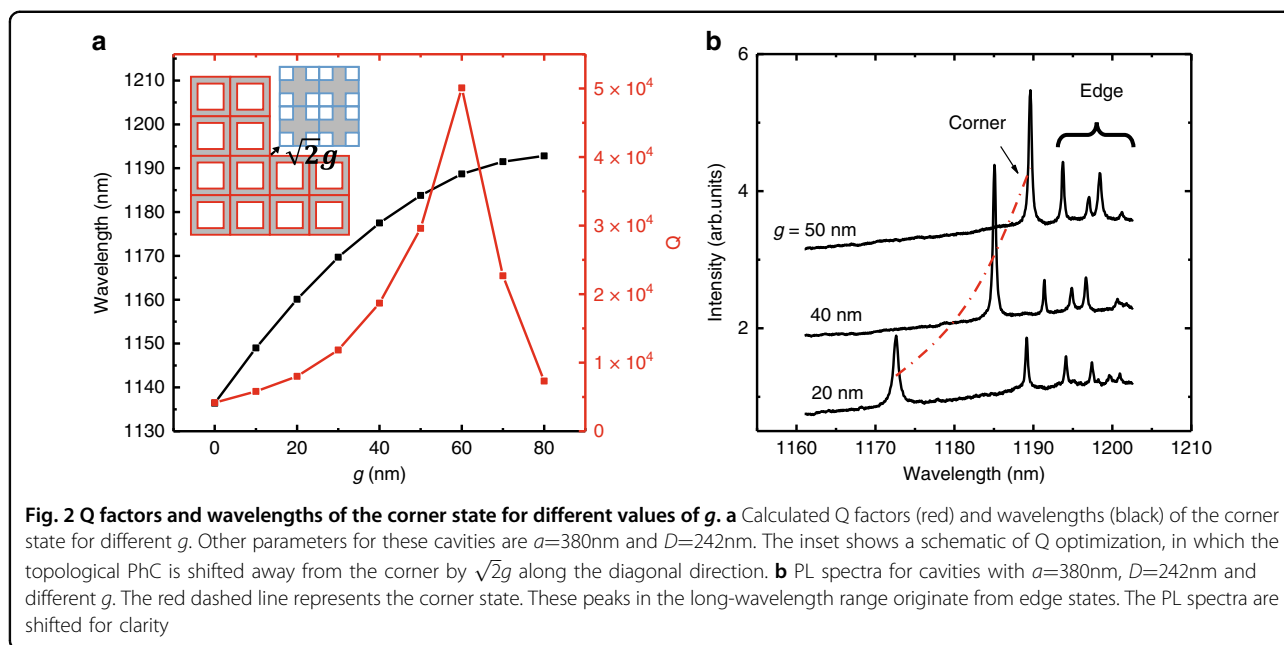 a
1210
1200
1190
1180
1170
1160
1150
1140
1130
Wavelength (nm)
√2g
5 × 10⁴
4 × 10⁴
3 × 10⁴
2 × 10⁴
1 × 10⁴
0
Q
0 20 40 60 80
g (nm)
b
6
4
2
Intensity (arb.units)
Edge
Corner
g = 50 nm
40 nm
20 nm
1160 1170 1180 1190 1200 1210
Wavelength (nm)
Fig. 2 Q factors and wavelengths of the corner state for different values of g. a Calculated Q factors (red) and wavelengths (black) of the corner
state for different g. Other parameters for these cavities are a=380nm and D=242nm. The inset shows a schematic of Q optimization, in which the
topological PhC is shifted away from the corner by √2g along the diagonal direction. b PL spectra for cavities with a=380nm, D=242nm and
different g. The red dashed line represents the corner state. These peaks in the long-wavelength range originate from edge states. The PL spectra are
shifted for clarity